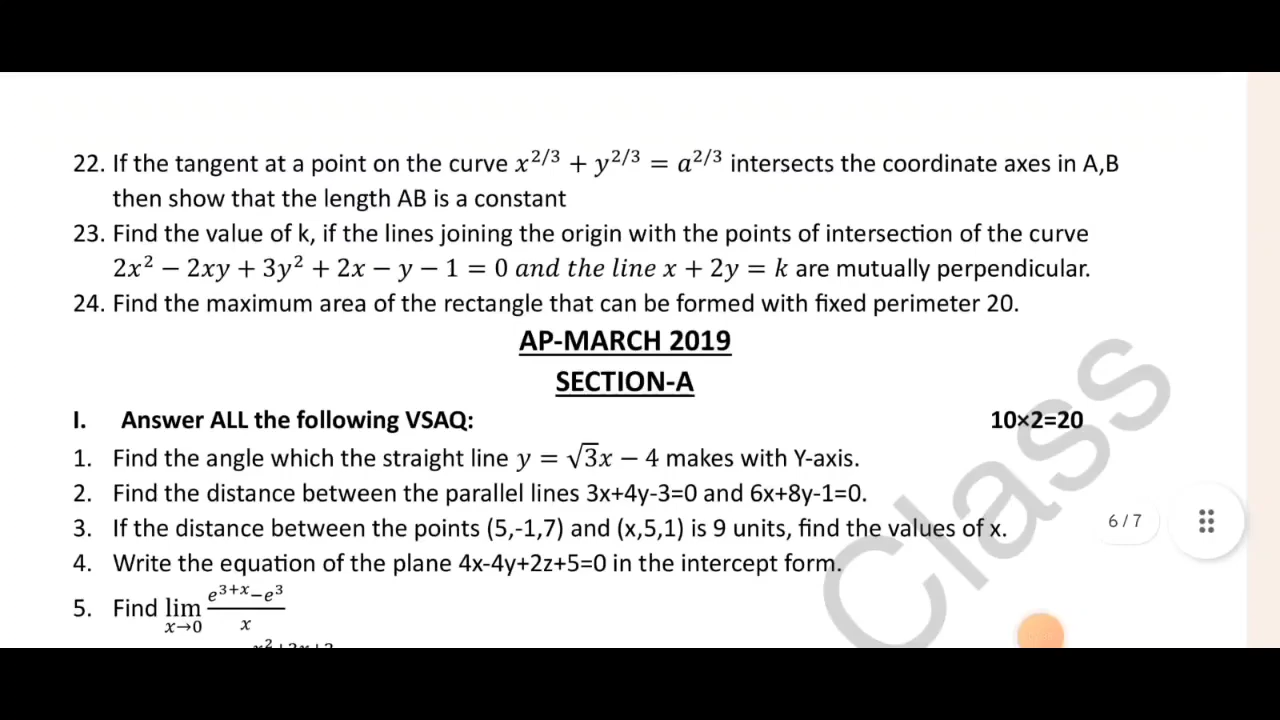 22. If the tangent at a point on the curve x^{2/3} + y^{2/3} = a^{2/3} intersects the coordinate axes in A,B
then show that the length AB is a constant
23. Find the value of k, if the lines joining the origin with the points of intersection of the curve
2x² − 2xy + 3y² + 2x − y − 1 = 0 and the line x + 2y = k are mutually perpendicular.
24. Find the maximum area of the rectangle that can be formed with fixed perimeter 20.
AP-MARCH 2019
SECTION-A
I. Answer ALL the following VSAQ: 10×2=20
1. Find the angle which the straight line y = √3x − 4 makes with Y-axis.
2. Find the distance between the parallel lines 3x+4y-3=0 and 6x+8y-1=0.
3. If the distance between the points (5,-1,7) and (x,5,1) is 9 units, find the values of x.
6 / 7
4. Write the equation of the plane 4x-4y+2z+5=0 in the intercept form.
5. Find lim_{x→0} \frac{e^{3+x}−e^3}{x}
Class